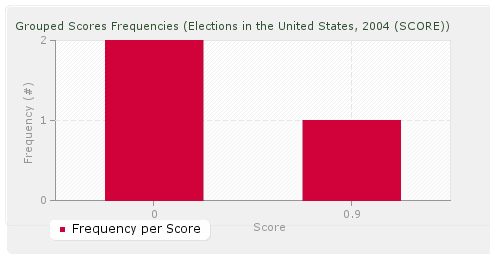 Grouped Scores Frequencies (Elections in the United States, 2004 (SCORE))
Frequency (#)
2
1
0
0 0.9
Score
Frequency per Score